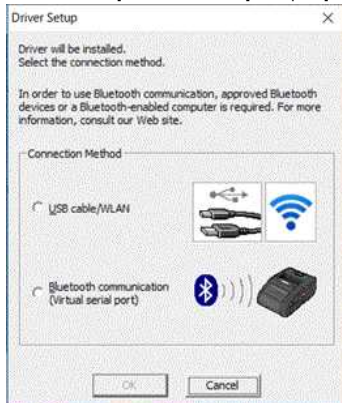 Driver Setup
Driver will be installed.
Select the connection method.
In order to use Bluetooth communication, approved Bluetooth
devices or a Bluetooth-enabled computer is required. For more
information, consult our Web site.
Connection Method
USB cable/WLAN
Bluetooth communication
(Virtual serial port)
OK
Cancel